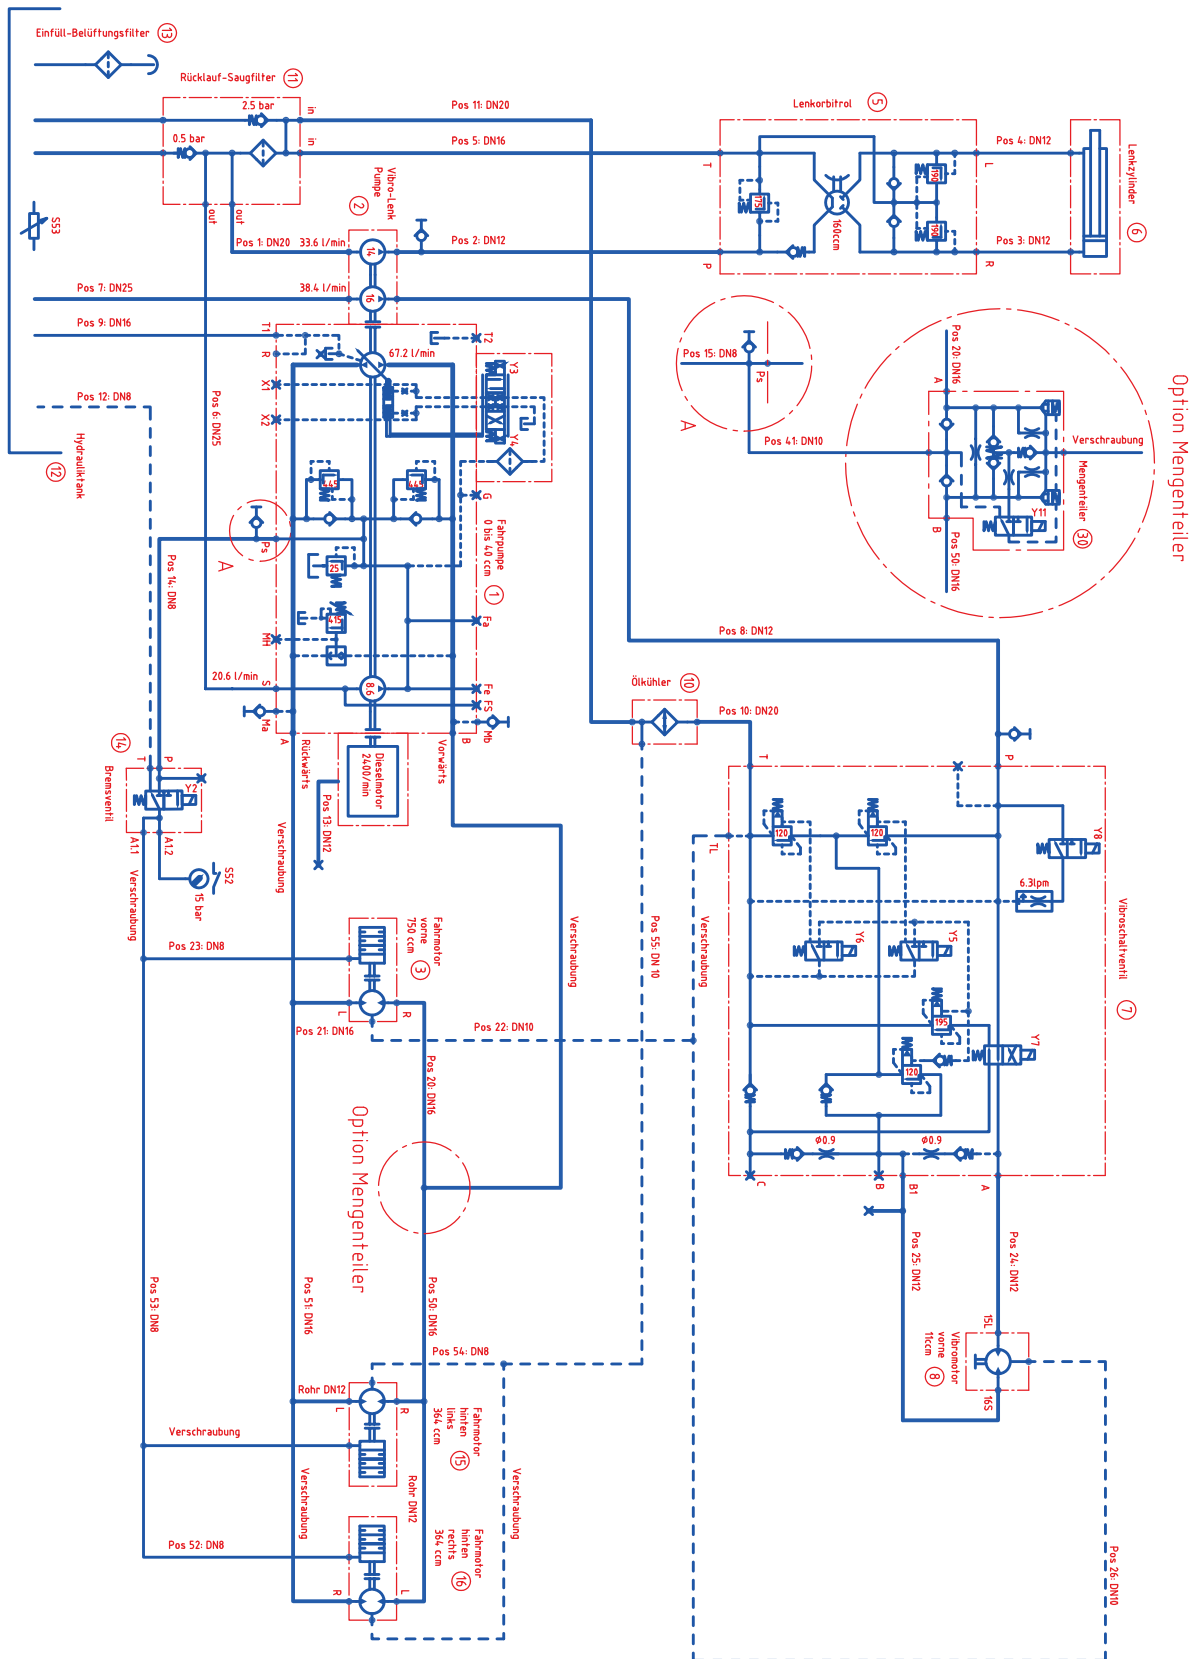 Einfüll-Belüftungsfilter
13
Rücklauf-Saugfilter
11
2.5 bar
in
0.5 bar
in
out
out
S53
Pos 11: DN20
Pos 5: DN16
Vibro-Lenk
Pumpe
2
Pos 1: DN20
33.6 l/min
14
Pos 2: DN12
Pos 7: DN25
38.4 l/min
16
Pos 9: DN16
Pos 12: DN8
Hydrauliktank
12
Pos 6: DN25
Lenkorbitrol
5
T
P
175
160ccm
190
190
L
R
Pos 4: DN12
Pos 3: DN12
Lenkzylinder
6
T1
R
X1
X2
T2
67.2 l/min
Y3
Y4
G
445
445
Fahrpumpe
0 bis 40 ccm
1
Ps
A
25
415
MH
Fa
20.6 l/min
S
8.6
Fe
FS
Ma
Mb
A
B
Rückwärts
Vorwärts
Dieselmotor
2400/min
Pos 13: DN12
Pos 14: DN8
Pos 15: DN8
Ps
A
Pos 41: DN10
Pos 20: DN16
A
B
Pos 50: DN16
Verschraubung
Mengenteiler
30
Y11
Option Mengenteiler
Pos 8: DN12
Ölkühler
10
Pos 10: DN20
14
T
P
Y2
Bremsventil
A1.1
A1.2
S52
15 bar
Verschraubung
Verschraubung
Verschraubung
Pos 55: DN 10
Verschraubung
T
P
TL
120
120
Y8
6.3lpm
Vibroschaltventil
7
Y6
Y5
195
120
Y7
Ø0.9
Ø0.9
C
B
B1
A
Pos 23: DN8
Fahrmotor
vorne
750 ccm
3
L
R
Pos 21: DN16
Pos 22: DN10
Pos 20: DN16
Option Mengenteiler
Pos 25: DN12
Pos 24: DN12
15L
Vibromotor
vorne
11ccm
8
16S
Pos 53: DN8
Pos 51: DN16
Pos 50: DN16
Pos 54: DN8
Rohr DN12
L
R
Fahrmotor
hinten
links
364 ccm
15
Verschraubung
Verschraubung
Rohr DN12
Verschraubung
Pos 52: DN8
Fahrmotor
hinten
rechts
364 ccm
16
R
L
Pos 26: DN10